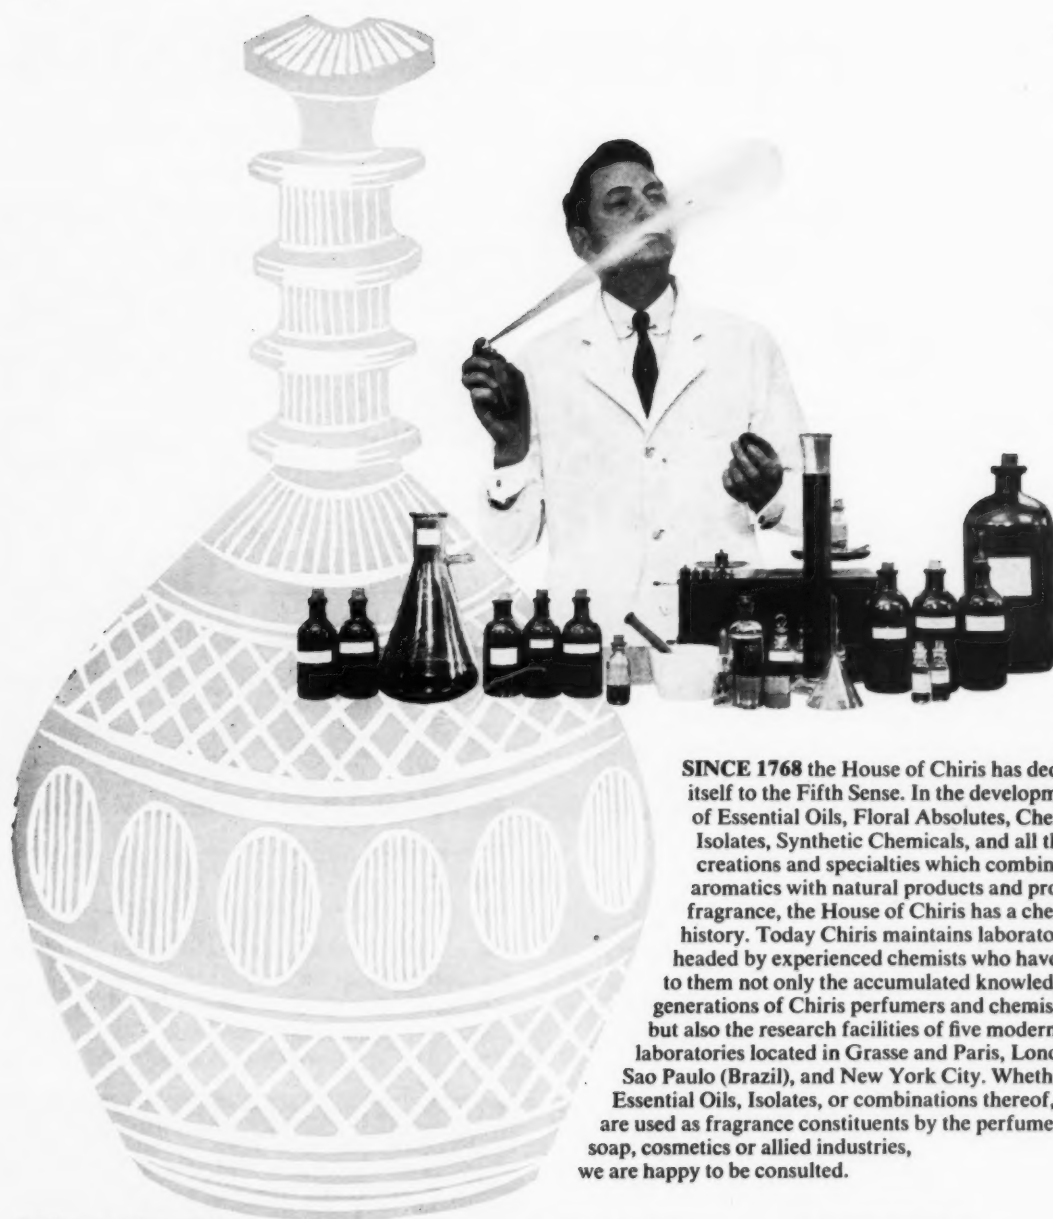 SINCE 1768 the House of Chiris has
itself to the Fifth Sense. In the
of Essential Oils, Floral Absolutes,
Isolates, Synthetic Chemicals, and all
creations and specialties which
aromatics with natural products and
fragrance, the House of Chiris has a
history. Today Chiris maintains
headed by experienced chemists who have
to them not only the accumulated
generations of Chiris perfumers and
but also the research facilities of five modern
laboratories located in Grasse and Paris,
Sao Paulo (Brazil), and New York City.
Essential Oils, Isolates, or combinations thereof,
are used as fragrance constituents by the
soap, cosmetics or allied industries,
we are happy to be consulted.